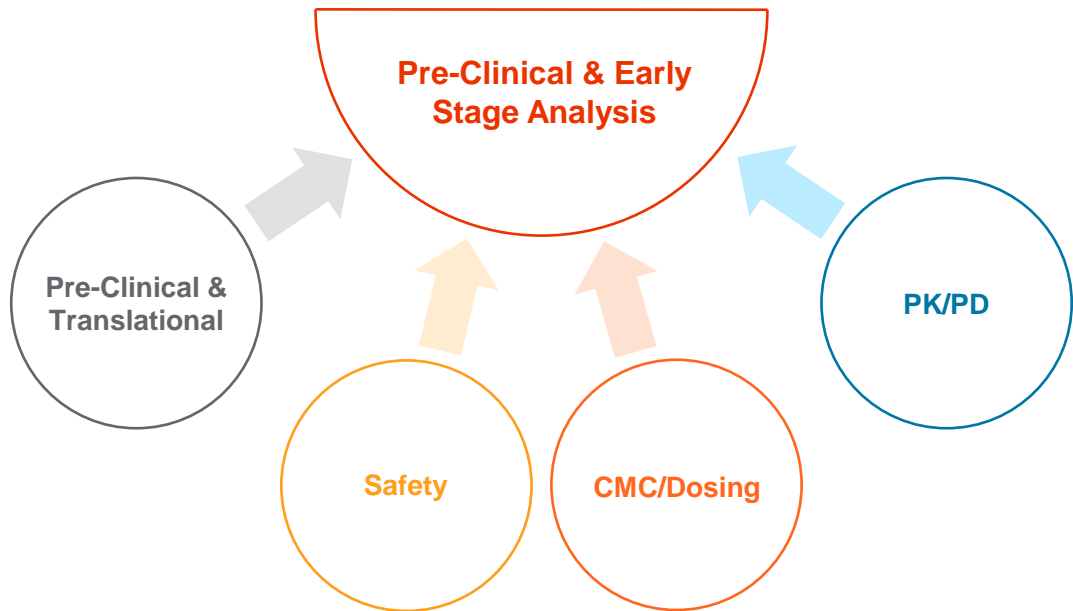 Pre-Clinical & Early
Stage Analysis
Pre-Clinical &
Translational
PK/PD
Safety
CMC/Dosing